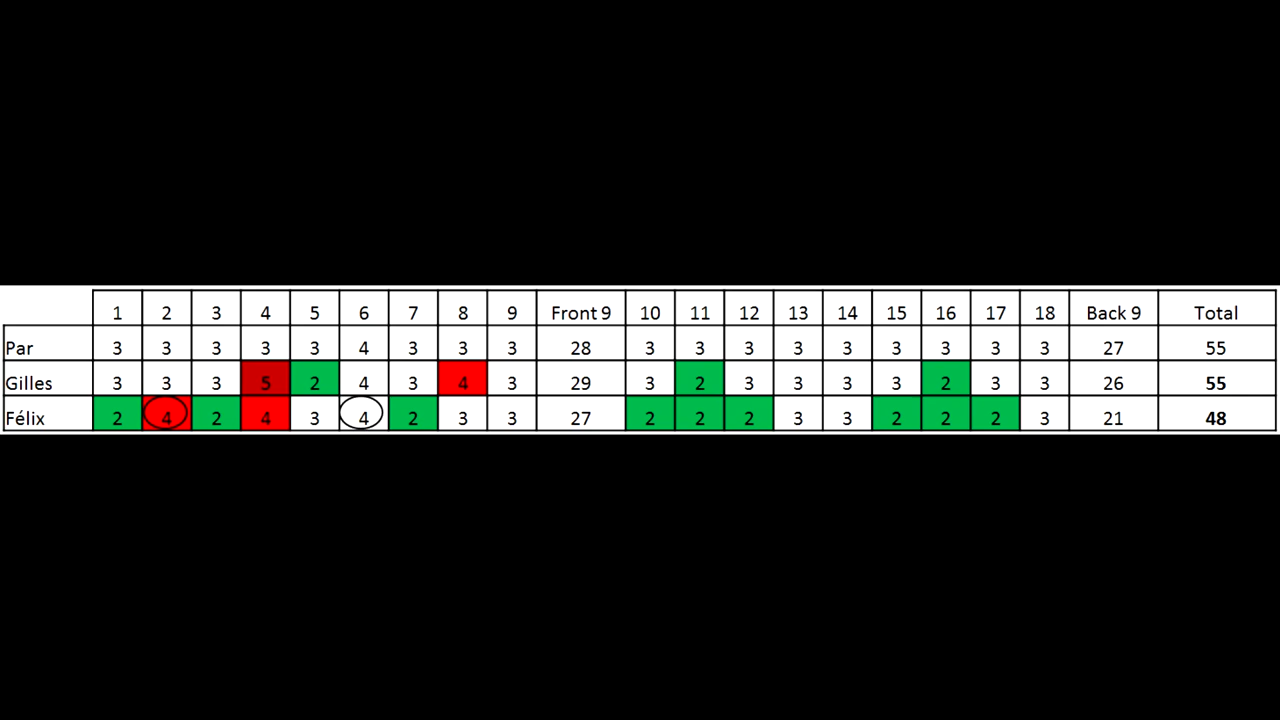 1 2 3 4 5 6 7 8 9 Front 9 10 11 12 13 14 15 16 17 18 Back 9 Total
Par 3 3 3 3 3 4 3 3 3 28 3 3 3 3 3 3 3 3 3 27 55
Gilles 3 3 3 5 2 4 3 4 3 29 3 2 3 3 3 3 2 3 3 26 55
Félix 2 4 2 4 3 4 2 3 3 27 2 2 2 3 3 2 2 2 3 21 48